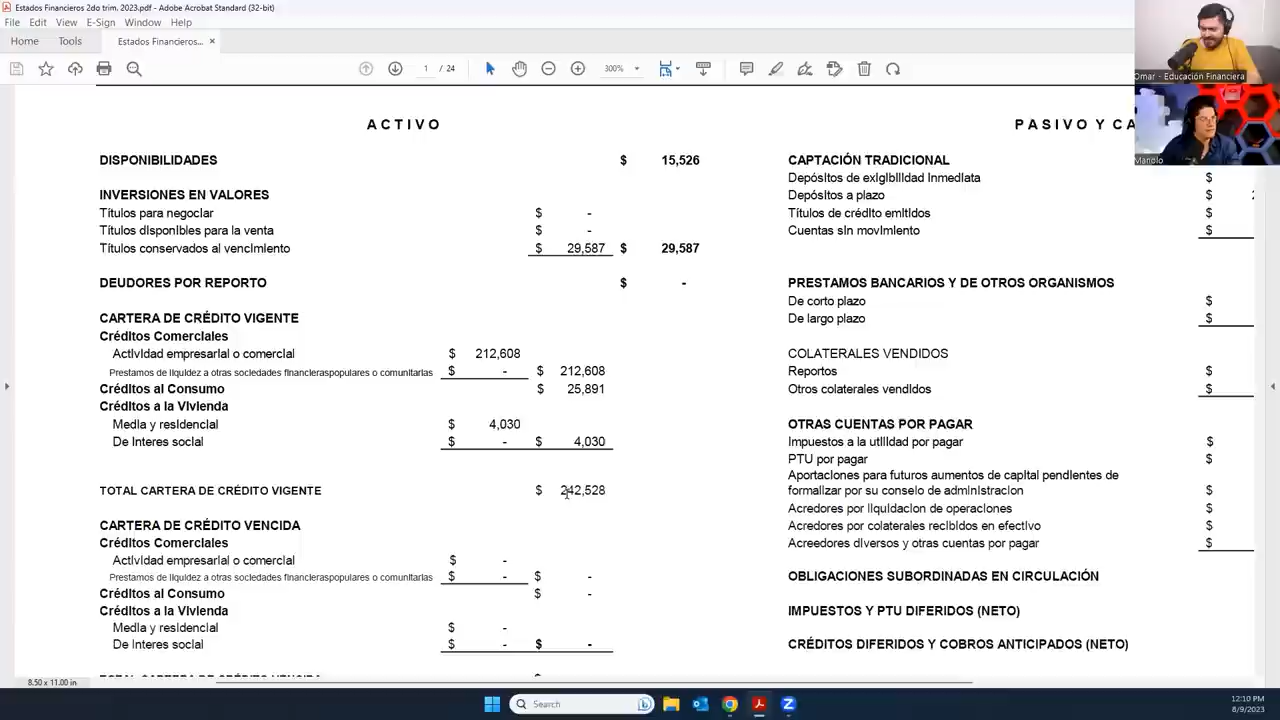 Estados Financieros 2do trim. 2023.pdf - Adobe Acrobat Standard (32-bit)
File Edit View E-Sign Window Help
Home Tools Estados Financieros... ×
1 / 24 300%
Omar - Educación Financiera
Manolo
ACTIVO
DISPONIBILIDADES $ 15,526
INVERSIONES EN VALORES
Títulos para negociar $ -
Títulos disponibles para la venta $ -
Títulos conservados al vencimiento $ 29,587 $ 29,587
DEUDORES POR REPORTO $ -
CARTERA DE CRÉDITO VIGENTE
Créditos Comerciales
Actividad empresarial o comercial $ 212,608
Prestamos de liquidez a otras sociedades financieraspopulares o comunitarias $ - $ 212,608
Créditos al Consumo $ 25,891
Créditos a la Vivienda
Media y residencial $ 4,030
De interes social $ - $ 4,030
TOTAL CARTERA DE CRÉDITO VIGENTE $ 242,528
CARTERA DE CRÉDITO VENCIDA
Créditos Comerciales
Actividad empresarial o comercial $ -
Prestamos de liquidez a otras sociedades financieraspopulares o comunitarias $ - $ -
Créditos al Consumo $ -
Créditos a la Vivienda
Media y residencial $ -
De interes social $ - $ -
PASIVO Y CA
CAPTACIÓN TRADICIONAL
Depósitos de exigibilidad inmediata $
Depósitos a plazo $
Títulos de crédito emitidos $
Cuentas sin movimiento $
PRESTAMOS BANCARIOS Y DE OTROS ORGANISMOS
De corto plazo $
De largo plazo $
COLATERALES VENDIDOS
Reportos $
Otros colaterales vendidos $
OTRAS CUENTAS POR PAGAR
Impuestos a la utilidad por pagar $
PTU por pagar $
Aportaciones para futuros aumentos de capital pendientes de
formalizar por su conselo de administracion $
Acredores por liquidacion de operaciones $
Acredores por colaterales recibidos en efectivo $
Acreedores diversos y otras cuentas por pagar $
OBLIGACIONES SUBORDINADAS EN CIRCULACIÓN
IMPUESTOS Y PTU DIFERIDOS (NETO)
CRÉDITOS DIFERIDOS Y COBROS ANTICIPADOS (NETO)
8.50 x 11.00 in
Search
12:10 PM
8/9/2023